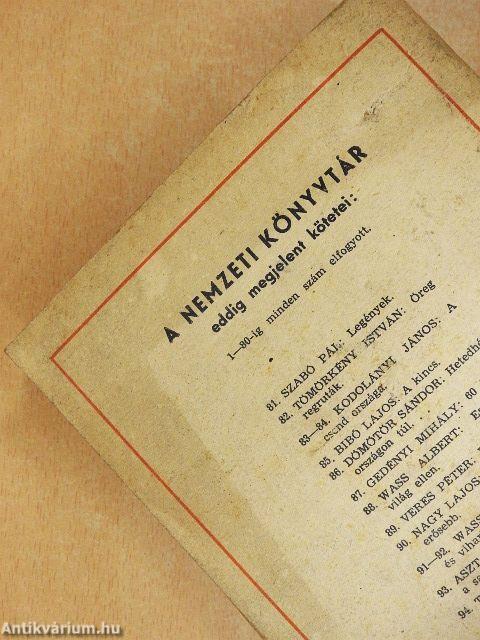 A NEMZETI KÖNYVTÁR
eddig megjelent kötetei:
1—80-ig minden szám elfogyott.
81. SZABÓ PÁL: Legények.
82. TÖMÖRKÉNY ISTVÁN: Öreg
regruták.
83—84. KODOLÁNYI JÁNOS: A
csend országa.
85. BIBÓ LAJOS: A kincs.
86. DÖMÖTÖR SÁNDOR: Hetedhé
országon túl.
87. GEDÉNYI MIHÁLY: 60
88. WASS ALBERT:
világ ellen.
89. VERES PÉTER:
90. NAGY LAJOS
erősebb.
91—92. WASS
és vihar
93. ASZT
a sa
94. T
Antikvárium.hu